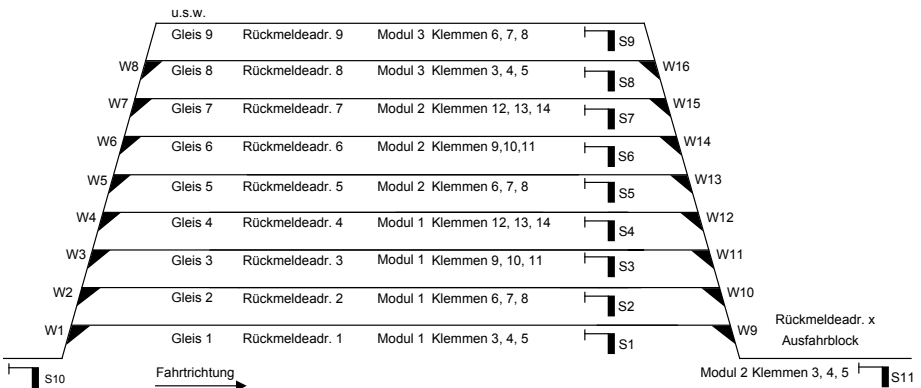 u.s.w.
Gleis 9 Rückmeldeadr. 9 Modul 3 Klemmen 6, 7, 8 S9
W8 Gleis 8 Rückmeldeadr. 8 Modul 3 Klemmen 3, 4, 5 S8 W16
W7 Gleis 7 Rückmeldeadr. 7 Modul 2 Klemmen 12, 13, 14 S7 W15
W6 Gleis 6 Rückmeldeadr. 6 Modul 2 Klemmen 9,10,11 S6 W14
W5 Gleis 5 Rückmeldeadr. 5 Modul 2 Klemmen 6, 7, 8 S5 W13
W4 Gleis 4 Rückmeldeadr. 4 Modul 1 Klemmen 12, 13, 14 S4 W12
W3 Gleis 3 Rückmeldeadr. 3 Modul 1 Klemmen 9, 10, 11 S3 W11
W2 Gleis 2 Rückmeldeadr. 2 Modul 1 Klemmen 6, 7, 8 S2 W10
W1 Gleis 1 Rückmeldeadr. 1 Modul 1 Klemmen 3, 4, 5 S1 W9
Rückmeldeadr. x
Ausfahrblock
S10 Fahrtrichtung Modul 2 Klemmen 3, 4, 5 S11